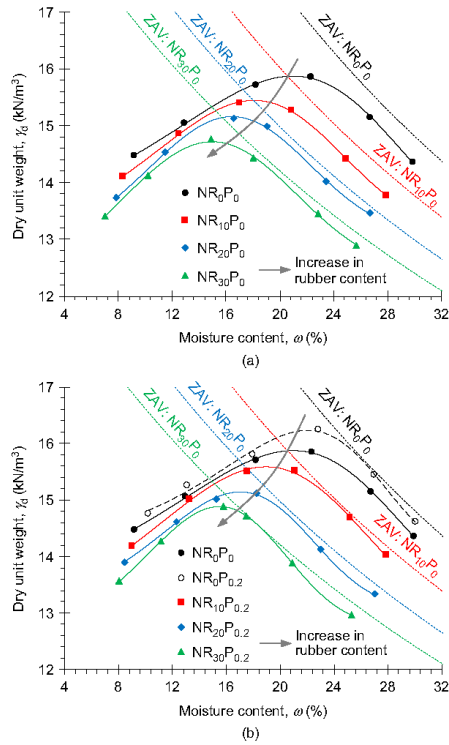 17
16
15
14
13
12
4
8
12
16
20
24
28
32
Dry unit weight, γd (kN/m³)
Moisture content, ω (%)
ZAV: NR₃₀P₀
ZAV: NR₂₀P₀
ZAV: NR₁₀P₀
ZAV: NR₀P₀
NR₀P₀
NR₁₀P₀
NR₂₀P₀
NR₃₀P₀
Increase in
rubber content
(a)
17
16
15
14
13
12
4
8
12
16
20
24
28
32
Dry unit weight, γd (kN/m³)
Moisture content, ω (%)
ZAV: NR₃₀P₀
ZAV: NR₂₀P₀
ZAV: NR₁₀P₀
ZAV: NR₀P₀
NR₀P₀
NR₀P₀.₂
NR₁₀P₀.₂
NR₂₀P₀.₂
NR₃₀P₀.₂
Increase in
rubber content
(b)